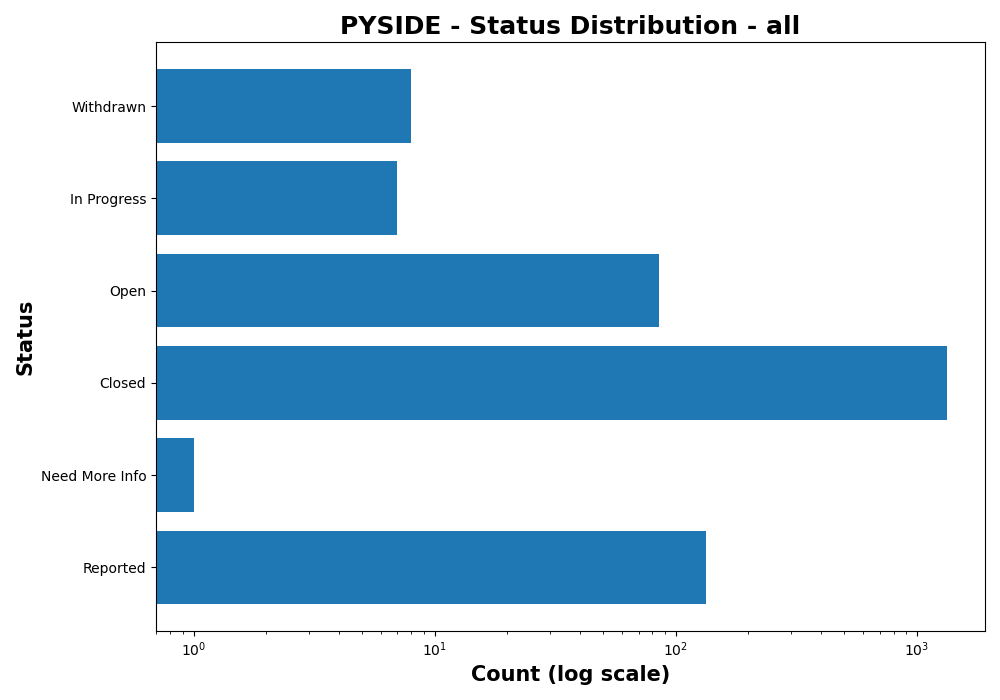 PYSIDE - Status Distribution - all
Status
Withdrawn
In Progress
Open
Closed
Need More Info
Reported
10⁰ 10¹ 10² 10³
Count (log scale)